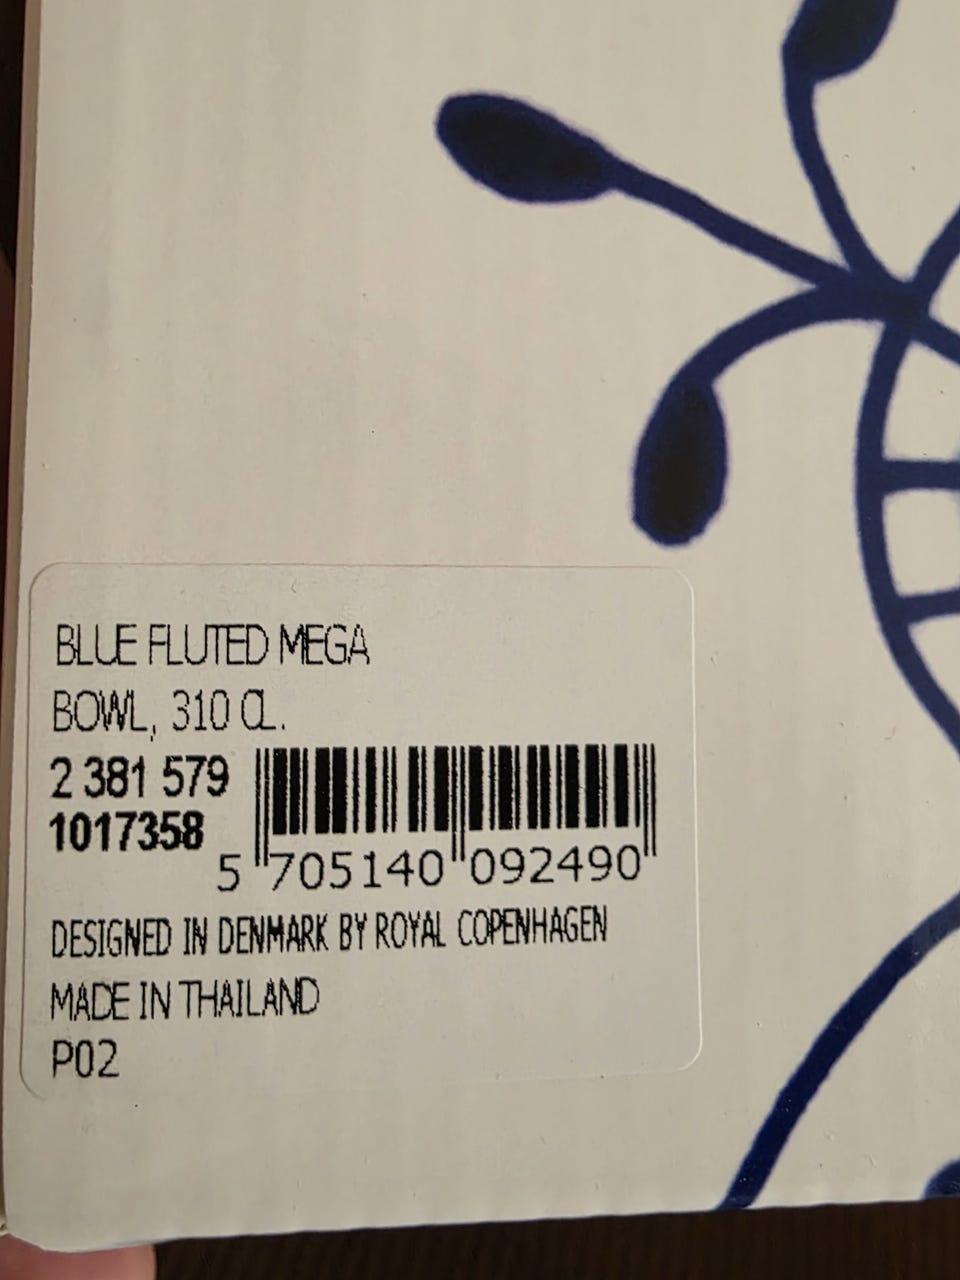 BLUE FLUTED MEGA
BOWL, 310 CL.
2 381 579
1017358
5 705140 092490
DESIGNED IN DENMARK BY ROYAL COPENHAGEN
MADE IN THAILAND
P02